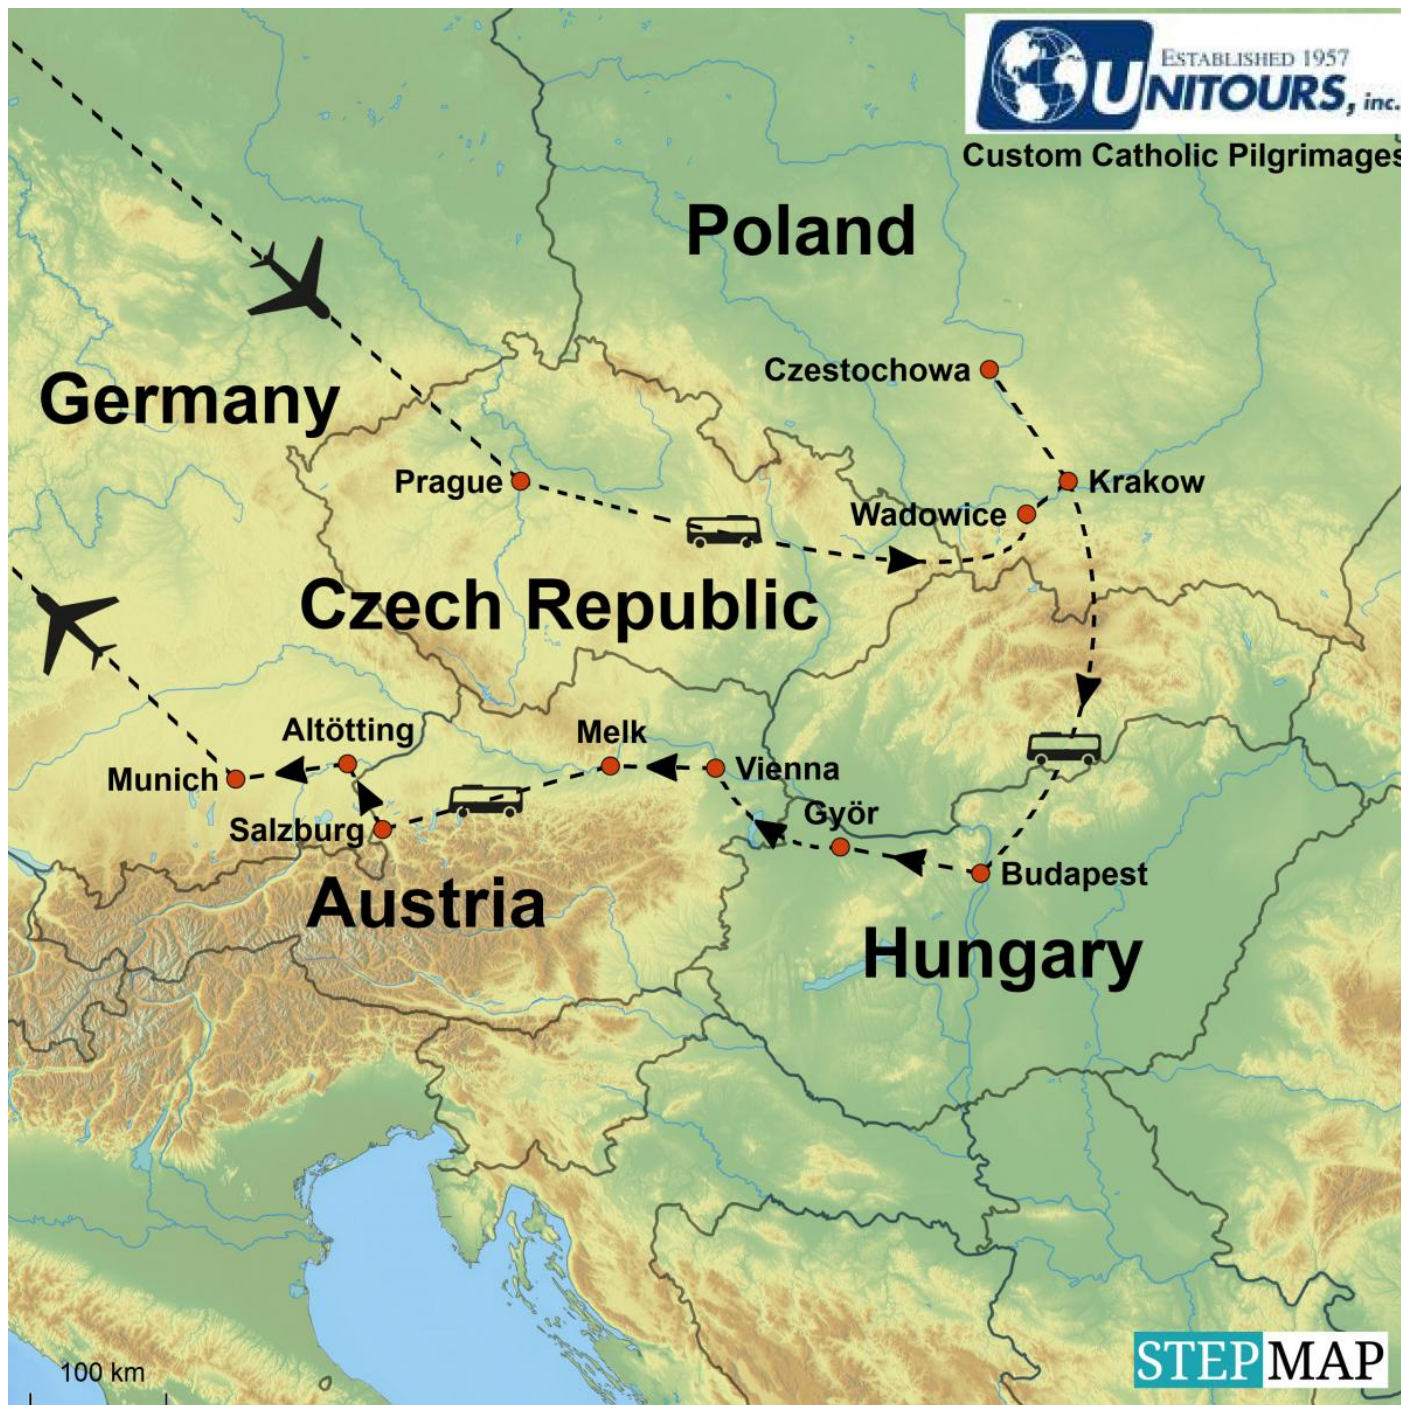 ESTABLISHED 1957
UNITOURS, inc.
Custom Catholic Pilgrimages
Poland
Czestochowa
Germany
Prague
Krakow
Wadowice
Czech Republic
Altötting
Melk
Munich
Vienna
Györ
Salzburg
Budapest
Austria
Hungary
STEPMAP
100 km